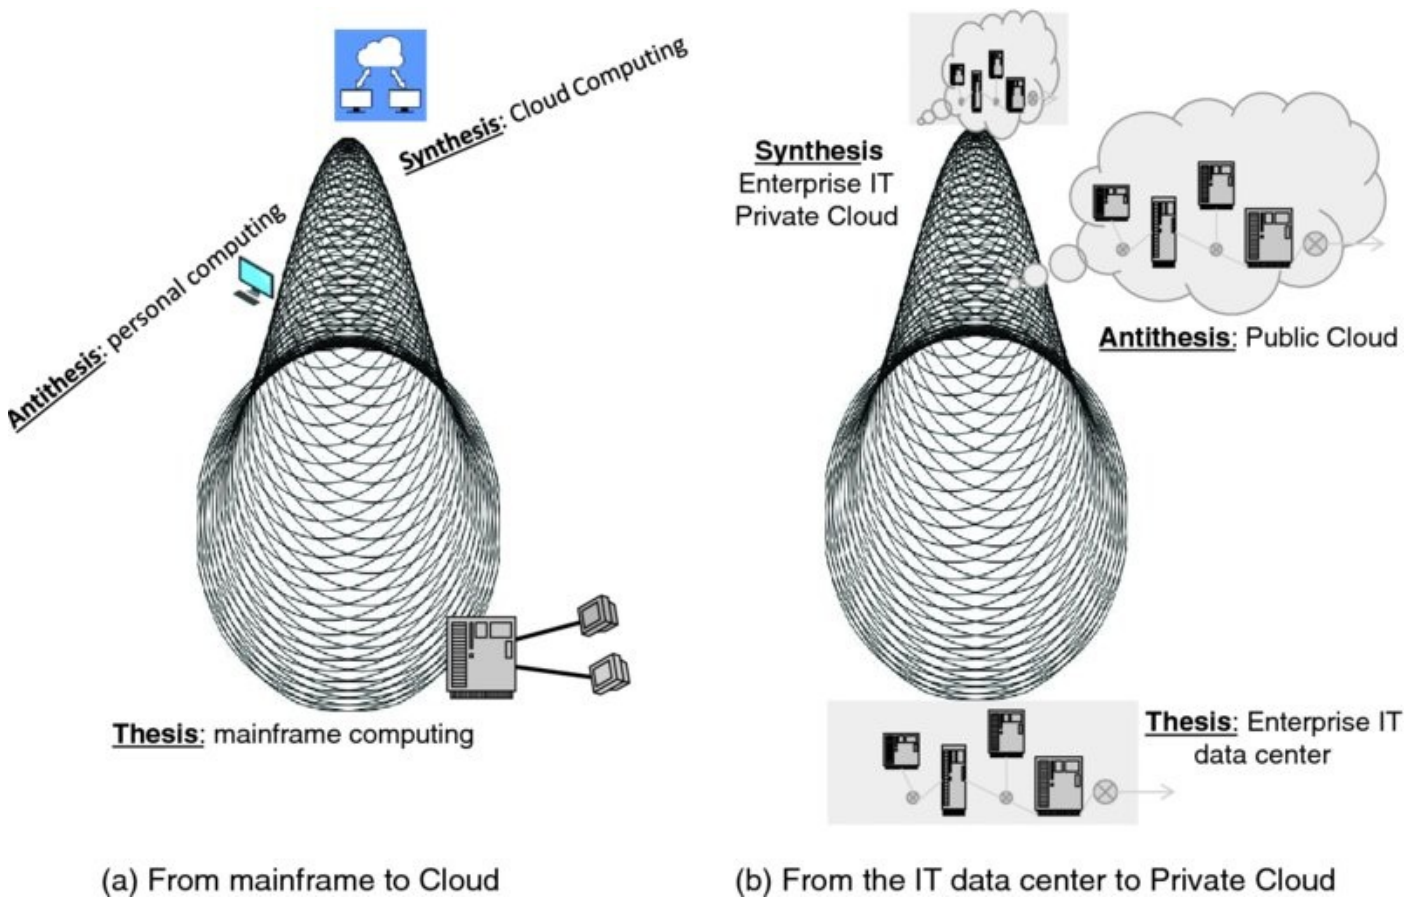 Synthesis: Cloud Computing
Antithesis: personal computing
Thesis: mainframe computing
(a) From mainframe to Cloud
Synthesis
Enterprise IT
Private Cloud
Antithesis: Public Cloud
Thesis: Enterprise IT
data center
(b) From the IT data center to Private Cloud